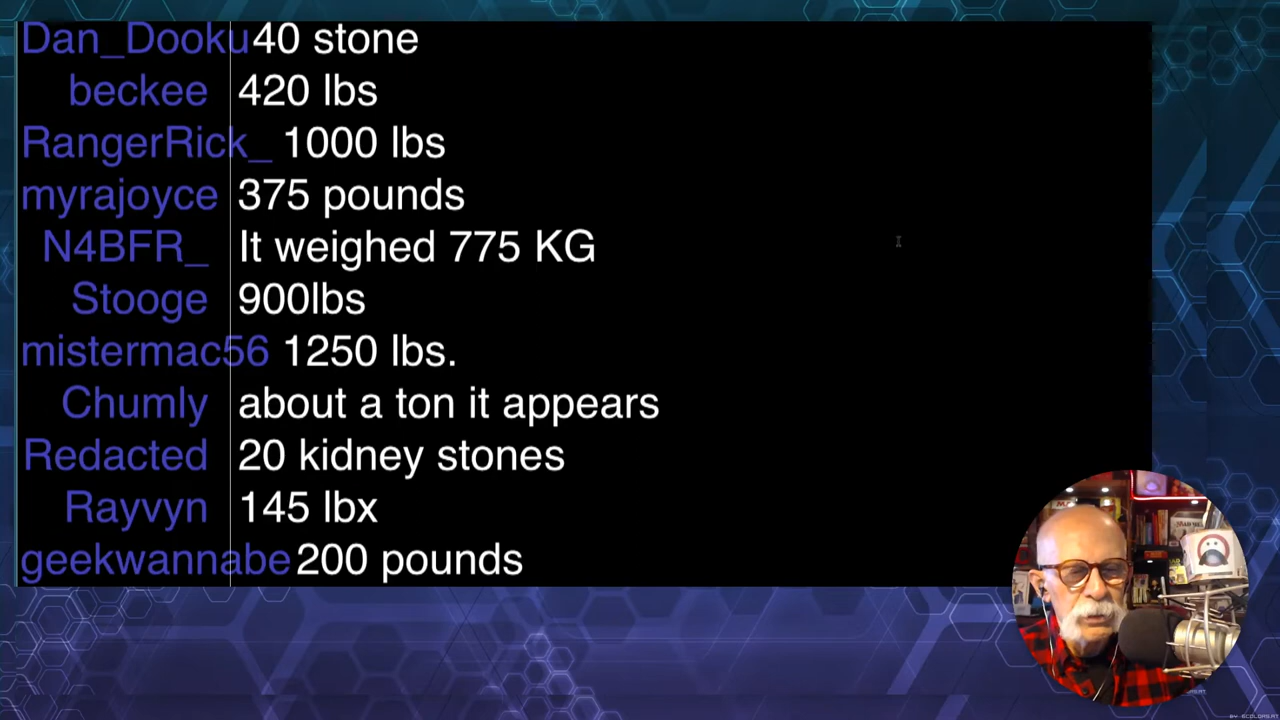 Dan_Dooku 40 stone
beckee 420 lbs
RangerRick_ 1000 lbs
myrajoyce 375 pounds
N4BFR_ It weighed 775 KG
Stooge 900lbs
mistermac56 1250 lbs.
Chumly about a ton it appears
Redacted 20 kidney stones
Rayvyn 145 lbx
geekwannabe 200 pounds